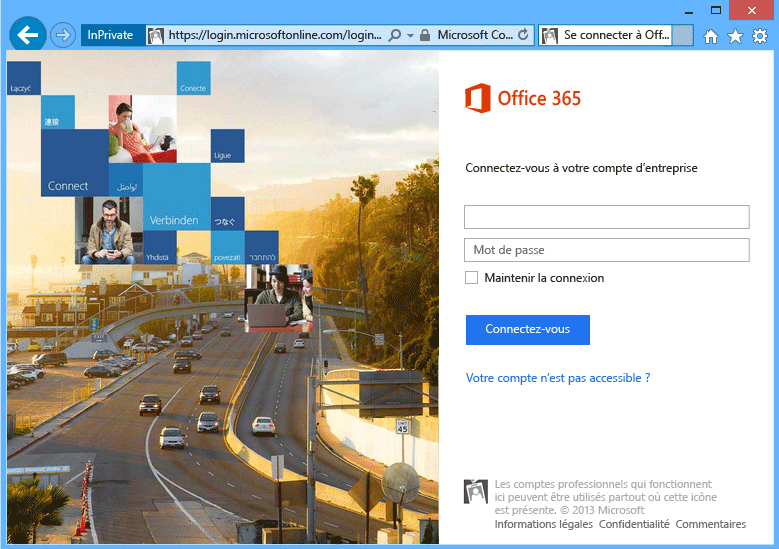 InPrivate
https://login.microsoftonline.com/login...
Microsoft Co...
Se connecter à Off...
Łączyć
Conecte
連接
Ligue
Connect
لتواصل
Verbinden
つなぐ
Yhdistä
povezati
להתחבר
SPEED
LIMIT
45
Office 365
Connectez-vous à votre compte d’entreprise
Mot de passe
Maintenir la connexion
Connectez-vous
Votre compte n’est pas accessible ?
Les comptes professionnels qui fonctionnent
ici peuvent être utilisés partout où cette icône
est présente. © 2013 Microsoft
Informations légales Confidentialité Commentaires